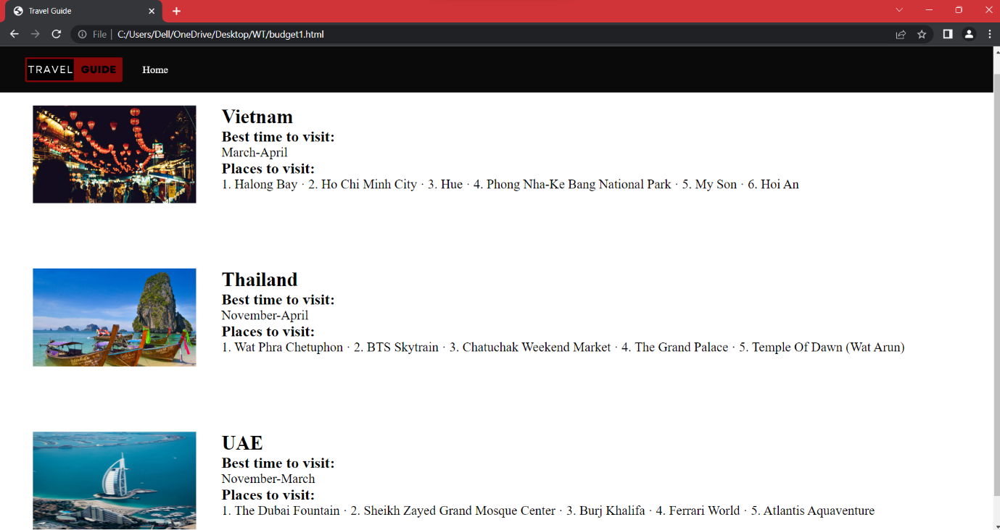 Travel Guide
File | C:/Users/Dell/OneDrive/Desktop/WT/budget1.html
TRAVEL GUIDE Home
Vietnam
Best time to visit:
March-April
Places to visit:
1. Halong Bay · 2. Ho Chi Minh City · 3. Hue · 4. Phong Nha-Ke Bang National Park · 5. My Son · 6. Hoi An
Thailand
Best time to visit:
November-April
Places to visit:
1. Wat Phra Chetuphon · 2. BTS Skytrain · 3. Chatuchak Weekend Market · 4. The Grand Palace · 5. Temple Of Dawn (Wat Arun)
UAE
Best time to visit:
November-March
Places to visit:
1. The Dubai Fountain · 2. Sheikh Zayed Grand Mosque Center · 3. Burj Khalifa · 4. Ferrari World · 5. Atlantis Aquaventure